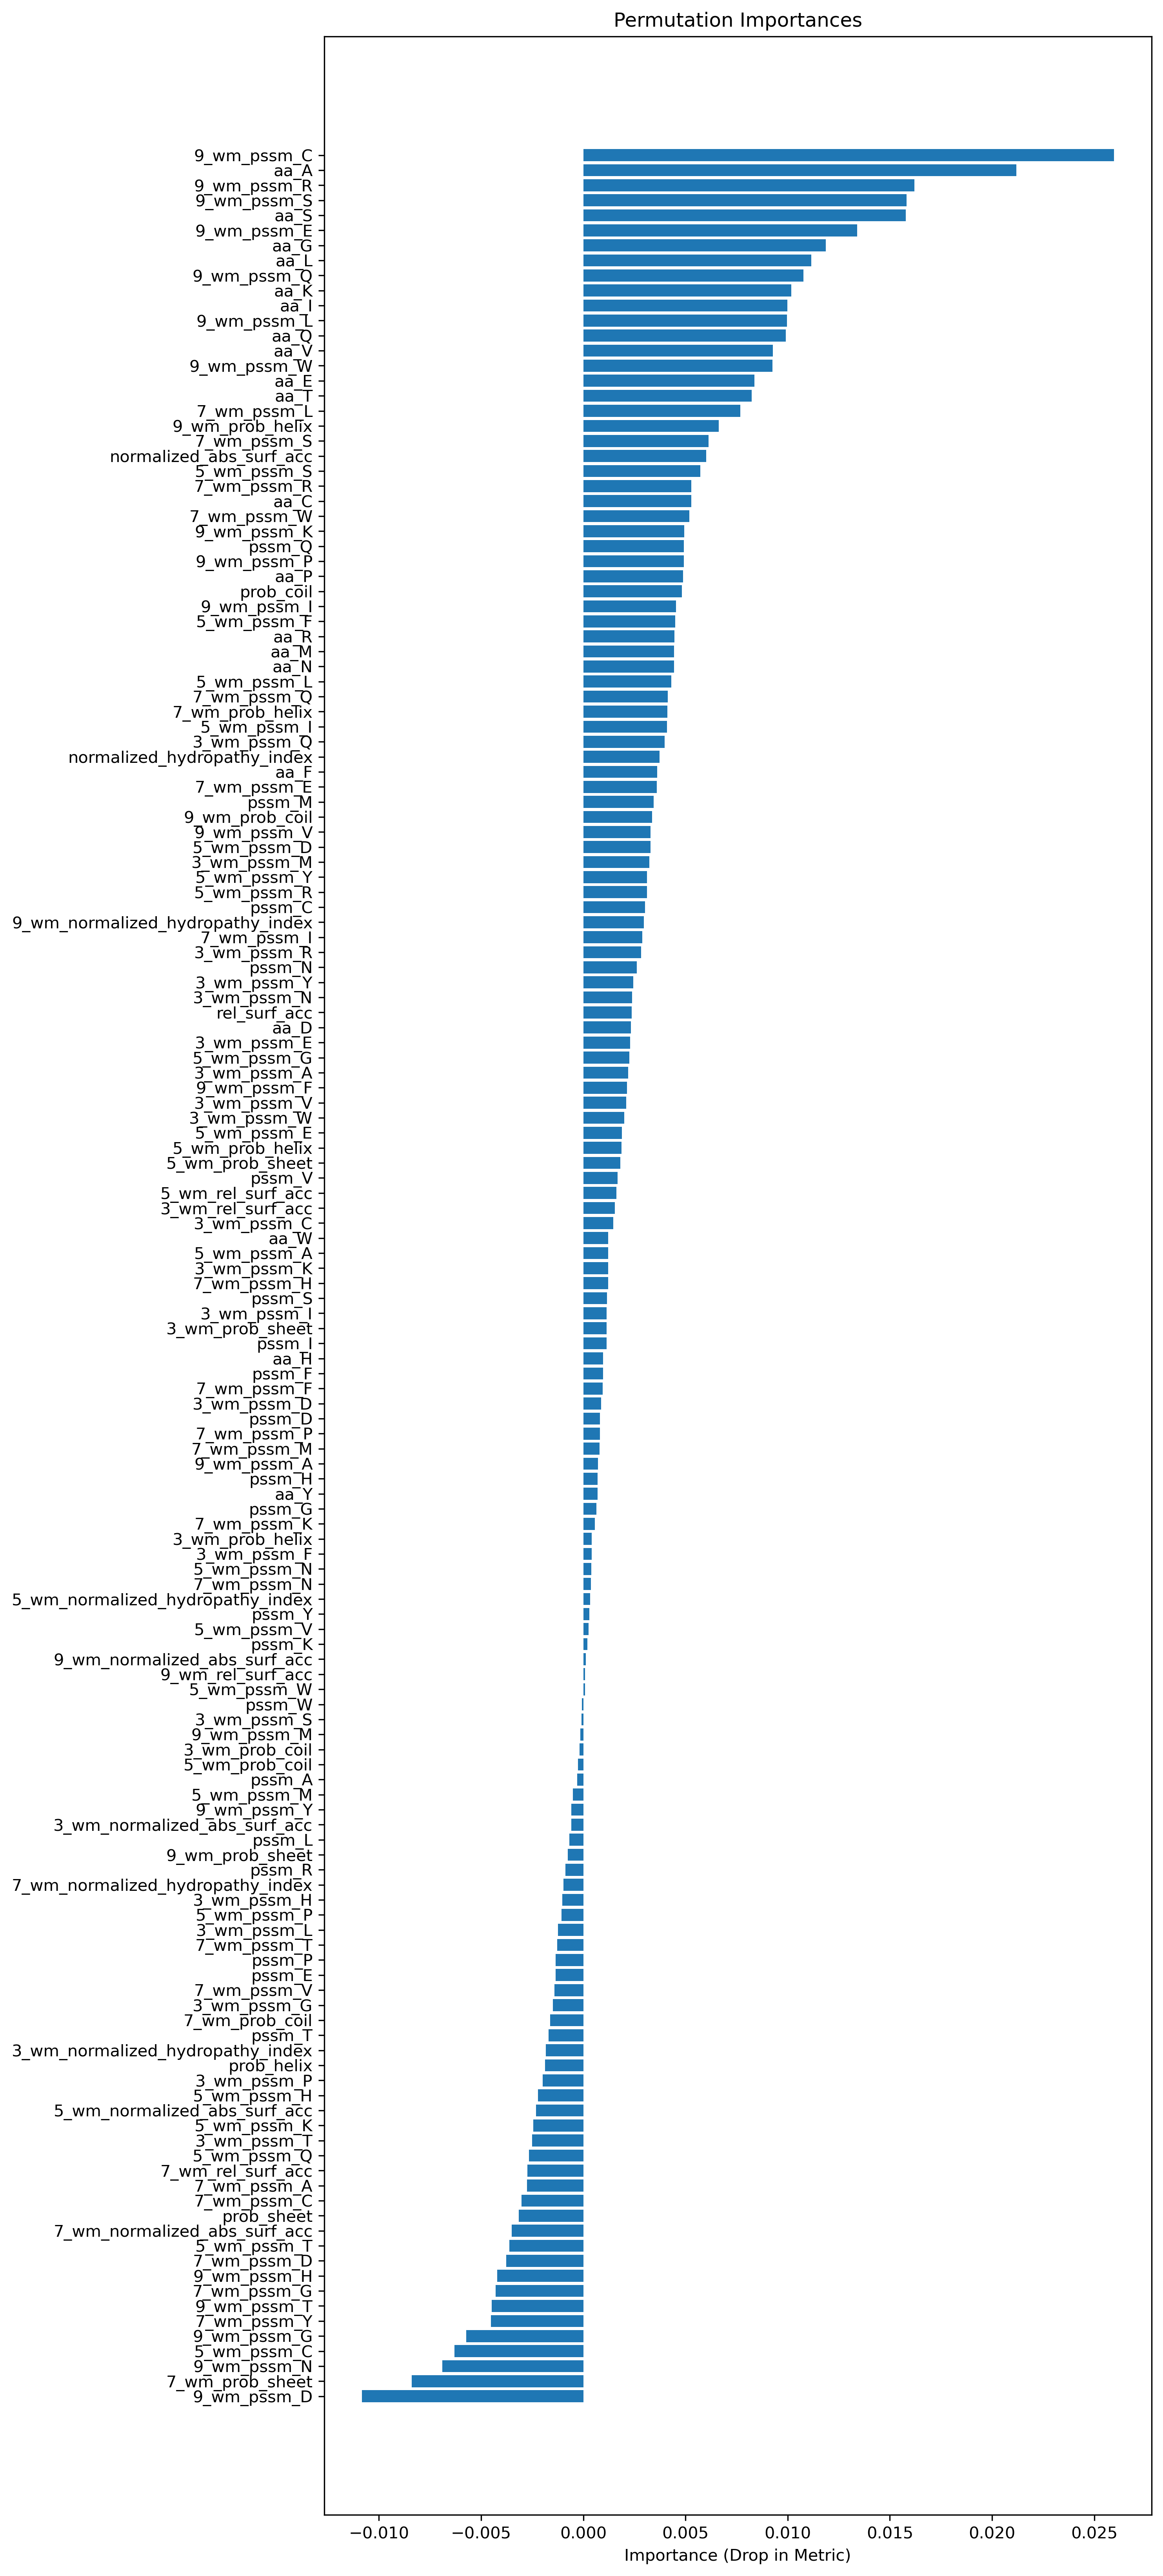 Permutation Importances
9_wm_pssm_C
aa_A
9_wm_pssm_R
9_wm_pssm_S
aa_S
9_wm_pssm_E
aa_G
aa_L
9_wm_pssm_Q
aa_K
aa_I
9_wm_pssm_L
aa_Q
aa_V
9_wm_pssm_W
aa_E
aa_T
7_wm_pssm_L
9_wm_prob_helix
7_wm_pssm_S
normalized_abs_surf_acc
5_wm_pssm_S
7_wm_pssm_R
aa_C
7_wm_pssm_W
9_wm_pssm_K
pssm_Q
9_wm_pssm_P
aa_P
prob_coil
9_wm_pssm_I
5_wm_pssm_F
aa_R
aa_M
aa_N
5_wm_pssm_L
7_wm_pssm_Q
7_wm_prob_helix
5_wm_pssm_I
3_wm_pssm_Q
normalized_hydropathy_index
aa_F
7_wm_pssm_E
pssm_M
9_wm_prob_coil
9_wm_pssm_V
5_wm_pssm_D
3_wm_pssm_M
5_wm_pssm_Y
5_wm_pssm_R
pssm_C
9_wm_normalized_hydropathy_index
7_wm_pssm_I
3_wm_pssm_R
pssm_N
3_wm_pssm_Y
3_wm_pssm_N
rel_surf_acc
aa_D
3_wm_pssm_E
5_wm_pssm_G
3_wm_pssm_A
9_wm_pssm_F
3_wm_pssm_V
3_wm_pssm_W
5_wm_pssm_E
5_wm_prob_helix
5_wm_prob_sheet
pssm_V
5_wm_rel_surf_acc
3_wm_rel_surf_acc
3_wm_pssm_C
aa_W
5_wm_pssm_A
3_wm_pssm_K
7_wm_pssm_H
pssm_S
3_wm_pssm_I
3_wm_prob_sheet
pssm_I
aa_H
pssm_F
7_wm_pssm_F
3_wm_pssm_D
pssm_D
7_wm_pssm_P
7_wm_pssm_M
9_wm_pssm_A
pssm_H
aa_Y
pssm_G
7_wm_pssm_K
3_wm_prob_helix
3_wm_pssm_F
5_wm_pssm_N
7_wm_pssm_N
5_wm_normalized_hydropathy_index
pssm_Y
5_wm_pssm_V
pssm_K
9_wm_normalized_abs_surf_acc
9_wm_rel_surf_acc
5_wm_pssm_W
pssm_W
3_wm_pssm_S
9_wm_pssm_M
3_wm_prob_coil
5_wm_prob_coil
pssm_A
5_wm_pssm_M
9_wm_pssm_Y
3_wm_normalized_abs_surf_acc
pssm_L
9_wm_prob_sheet
pssm_R
7_wm_normalized_hydropathy_index
3_wm_pssm_H
5_wm_pssm_P
3_wm_pssm_L
7_wm_pssm_T
pssm_P
pssm_E
7_wm_pssm_V
3_wm_pssm_G
7_wm_prob_coil
pssm_T
3_wm_normalized_hydropathy_index
prob_helix
3_wm_pssm_P
5_wm_pssm_H
5_wm_normalized_abs_surf_acc
5_wm_pssm_K
3_wm_pssm_T
5_wm_pssm_Q
7_wm_rel_surf_acc
7_wm_pssm_A
7_wm_pssm_C
prob_sheet
7_wm_normalized_abs_surf_acc
5_wm_pssm_T
7_wm_pssm_D
9_wm_pssm_H
7_wm_pssm_G
9_wm_pssm_T
7_wm_pssm_Y
9_wm_pssm_G
5_wm_pssm_C
9_wm_pssm_N
7_wm_prob_sheet
9_wm_pssm_D
−0.010 −0.005 0.000 0.005 0.010 0.015 0.020 0.025
Importance (Drop in Metric)